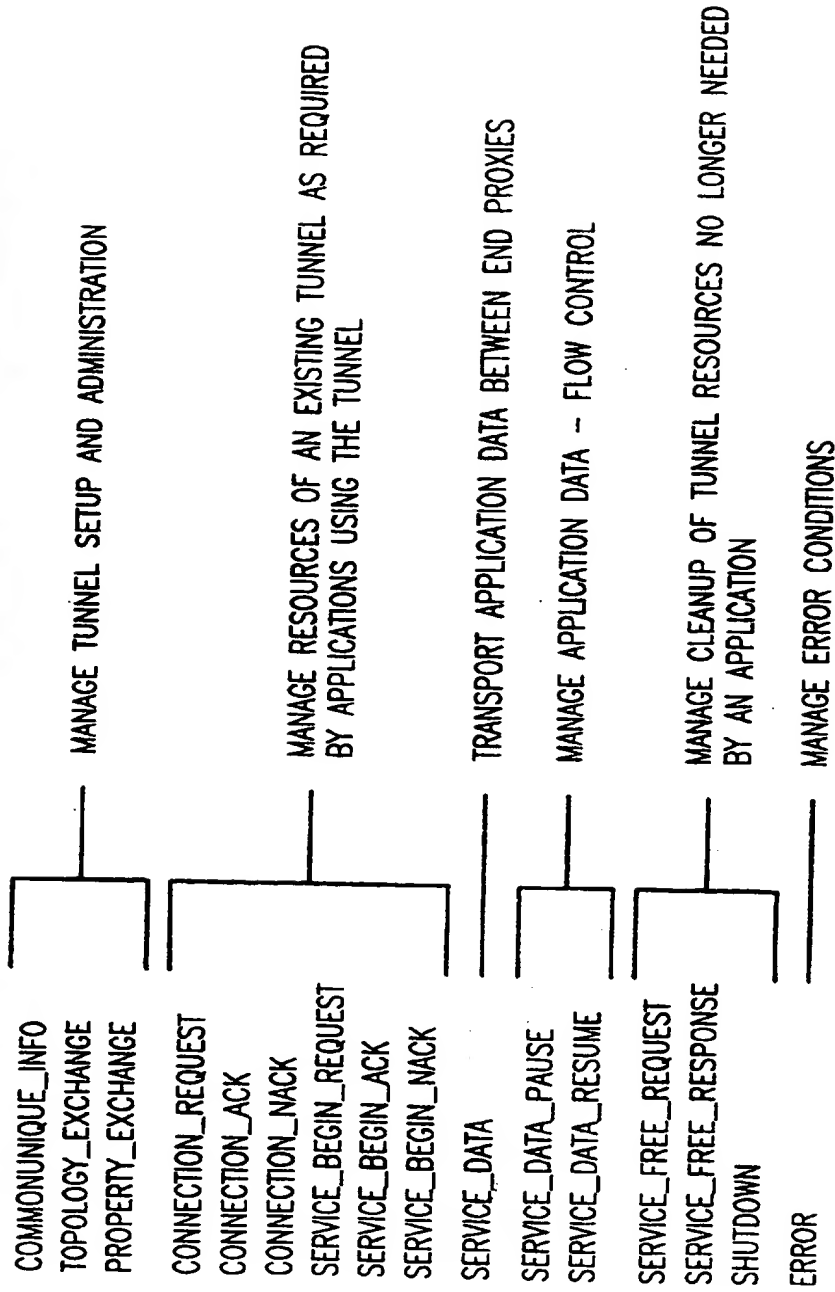 COMMONUNIQUE_INFO
TOPOLOGY_EXCHANGE
PROPERTY_EXCHANGE
MANAGE TUNNEL SETUP AND ADMINISTRATION
CONNECTION_REQUEST
CONNECTION_ACK
CONNECTION_NACK
SERVICE_BEGIN_REQUEST
SERVICE_BEGIN_ACK
SERVICE_BEGIN_NACK
MANAGE RESOURCES OF AN EXISTING TUNNEL AS REQUIRED
BY APPLICATIONS USING THE TUNNEL
SERVICE_DATA
TRANSPORT APPLICATION DATA BETWEEN END PROXIES
SERVICE_DATA_PAUSE
SERVICE_DATA_RESUME
MANAGE APPLICATION DATA – FLOW CONTROL
SERVICE_FREE_REQUEST
SERVICE_FREE_RESPONSE
SHUTDOWN
MANAGE CLEANUP OF TUNNEL RESOURCES NO LONGER NEEDED
BY AN APPLICATION
ERROR
MANAGE ERROR CONDITIONS